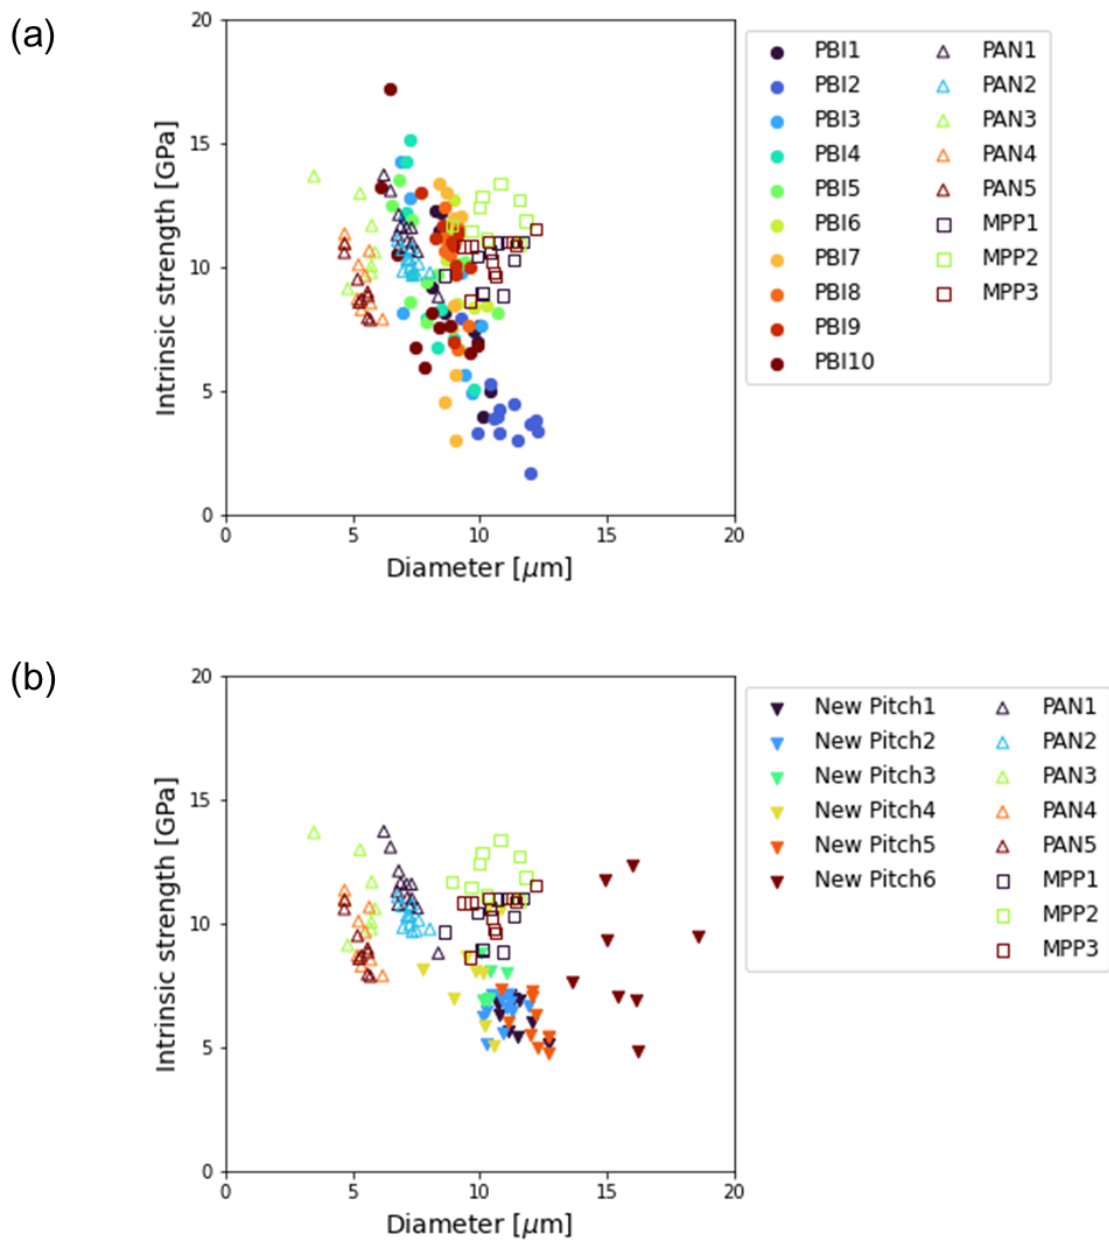 (a)
20
15
10
5
0
Intrinsic strength [GPa]
0 5 10 15 20
Diameter [μm]
PBI1 PAN1
PBI2 PAN2
PBI3 PAN3
PBI4 PAN4
PBI5 PAN5
PBI6 MPP1
PBI7 MPP2
PBI8 MPP3
PBI9
PBI10
(b)
20
15
10
5
0
Intrinsic strength [GPa]
0 5 10 15 20
Diameter [μm]
New Pitch1 PAN1
New Pitch2 PAN2
New Pitch3 PAN3
New Pitch4 PAN4
New Pitch5 PAN5
New Pitch6 MPP1
MPP2
MPP3